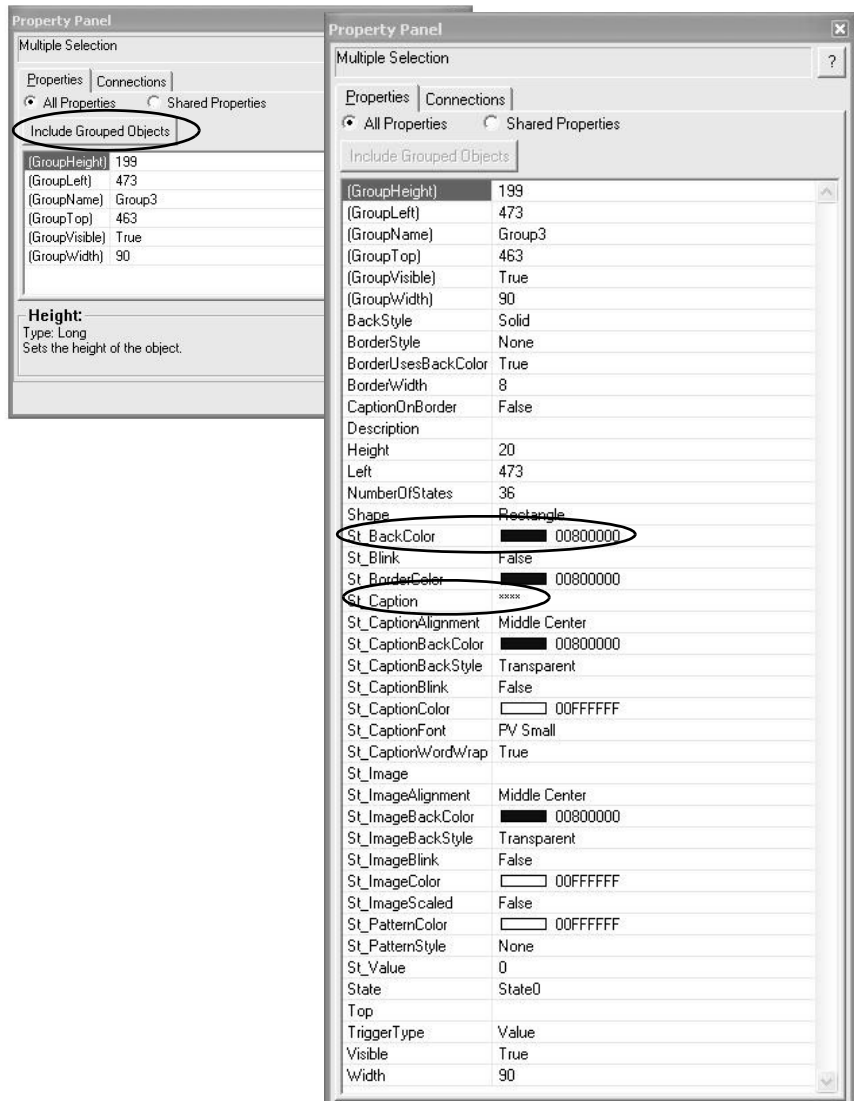 Property Panel
Multiple Selection
Properties Connections
All Properties Shared Properties
Include Grouped Objects
(GroupHeight) 199
(GroupLeft) 473
(GroupName) Group3
(GroupTop) 463
(GroupVisible) True
(GroupWidth) 90
Height:
Type: Long
Sets the height of the object.
Property Panel
Multiple Selection
?
Properties Connections
All Properties Shared Properties
Include Grouped Objects
(GroupHeight) 199
(GroupLeft) 473
(GroupName) Group3
(GroupTop) 463
(GroupVisible) True
(GroupWidth) 90
BackStyle Solid
BorderStyle None
BorderUsesBackColor True
BorderWidth 8
CaptionOnBorder False
Description
Height 20
Left 473
NumberOfStates 36
Shape Rectangle
St_BackColor 00800000
St_Blink False
St_BorderColor 00800000
St_Caption ****
St_CaptionAlignment Middle Center
St_CaptionBackColor 00800000
St_CaptionBackStyle Transparent
St_CaptionBlink False
St_CaptionColor 00FFFFFF
St_CaptionFont PV Small
St_CaptionWordWrap True
St_Image
St_ImageAlignment Middle Center
St_ImageBackColor 00800000
St_ImageBackStyle Transparent
St_ImageBlink False
St_ImageColor 00FFFFFF
St_ImageScaled False
St_PatternColor 00FFFFFF
St_PatternStyle None
St_Value 0
State State0
Top
TriggerType Value
Visible True
Width 90